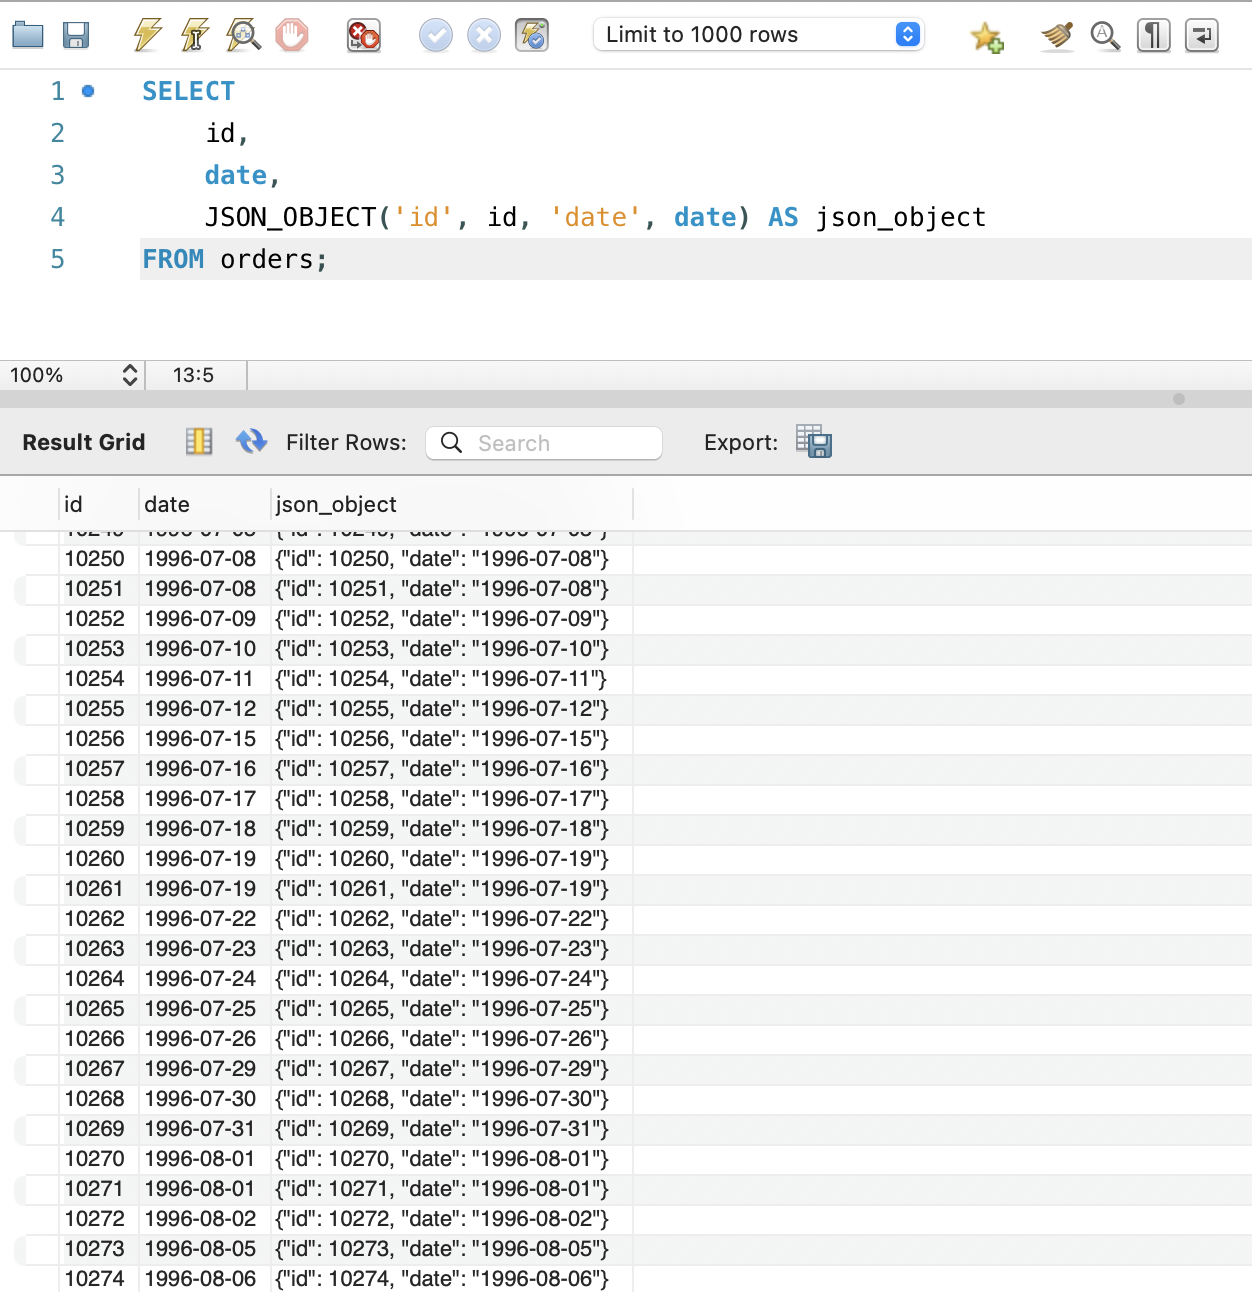 Limit to 1000 rows
1 SELECT
2 id,
3 date,
4 JSON_OBJECT('id', id, 'date', date) AS json_object
5 FROM orders;
100% 13:5
Result Grid Filter Rows: Search Export:
id date json_object
10249 1996-07-05 {"id": 10249, "date": "1996-07-05"}
10250 1996-07-08 {"id": 10250, "date": "1996-07-08"}
10251 1996-07-08 {"id": 10251, "date": "1996-07-08"}
10252 1996-07-09 {"id": 10252, "date": "1996-07-09"}
10253 1996-07-10 {"id": 10253, "date": "1996-07-10"}
10254 1996-07-11 {"id": 10254, "date": "1996-07-11"}
10255 1996-07-12 {"id": 10255, "date": "1996-07-12"}
10256 1996-07-15 {"id": 10256, "date": "1996-07-15"}
10257 1996-07-16 {"id": 10257, "date": "1996-07-16"}
10258 1996-07-17 {"id": 10258, "date": "1996-07-17"}
10259 1996-07-18 {"id": 10259, "date": "1996-07-18"}
10260 1996-07-19 {"id": 10260, "date": "1996-07-19"}
10261 1996-07-19 {"id": 10261, "date": "1996-07-19"}
10262 1996-07-22 {"id": 10262, "date": "1996-07-22"}
10263 1996-07-23 {"id": 10263, "date": "1996-07-23"}
10264 1996-07-24 {"id": 10264, "date": "1996-07-24"}
10265 1996-07-25 {"id": 10265, "date": "1996-07-25"}
10266 1996-07-26 {"id": 10266, "date": "1996-07-26"}
10267 1996-07-29 {"id": 10267, "date": "1996-07-29"}
10268 1996-07-30 {"id": 10268, "date": "1996-07-30"}
10269 1996-07-31 {"id": 10269, "date": "1996-07-31"}
10270 1996-08-01 {"id": 10270, "date": "1996-08-01"}
10271 1996-08-01 {"id": 10271, "date": "1996-08-01"}
10272 1996-08-02 {"id": 10272, "date": "1996-08-02"}
10273 1996-08-05 {"id": 10273, "date": "1996-08-05"}
10274 1996-08-06 {"id": 10274, "date": "1996-08-06"}